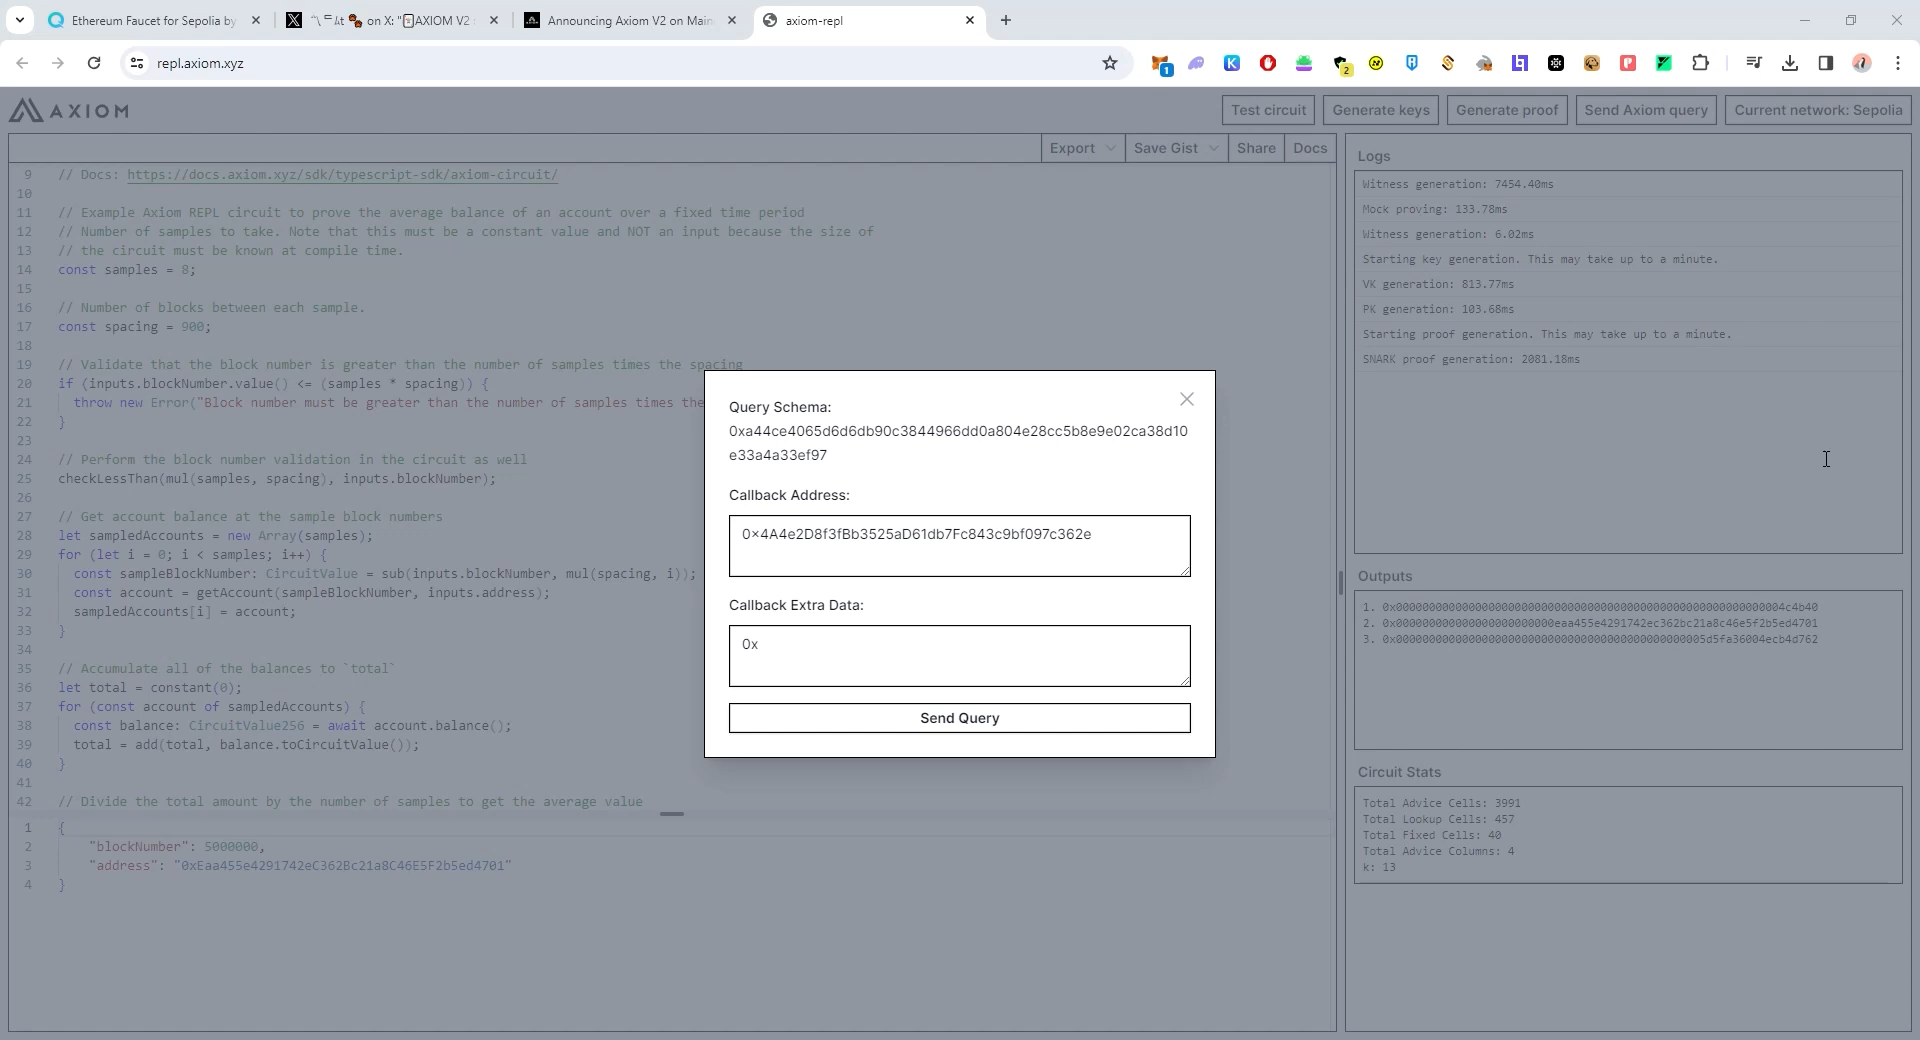 Ethereum Faucet for Sepolia by
on X: "AXIOM V2
Announcing Axiom V2 on Main
axiom-repl
repl.axiom.xyz
1
2
AXIOM
Test circuit
Generate keys
Generate proof
Send Axiom query
Current network: Sepolia
Export
Save Gist
Share
Docs
9 // Docs: https://docs.axiom.xyz/sdk/typescript-sdk/axiom-circuit/
10
11 // Example Axiom REPL circuit to prove the average balance of an account over a fixed time period
12 // Number of samples to take. Note that this must be a constant value and NOT an input because the size of
13 // the circuit must be known at compile time.
14 const samples = 8;
15
16 // Number of blocks between each sample.
17 const spacing = 900;
18
19 // Validate that the block number is greater than the number of samples times the spacing
20 if (inputs.blockNumber.value() <= (samples * spacing)) {
21 throw new Error("Block number must be greater than the number of samples times the
22 }
23
24 // Perform the block number validation in the circuit as well
25 checkLessThan(mul(samples, spacing), inputs.blockNumber);
26
27 // Get account balance at the sample block numbers
28 let sampledAccounts = new Array(samples);
29 for (let i = 0; i < samples; i++) {
30 const sampleBlockNumber: CircuitValue = sub(inputs.blockNumber, mul(spacing, i));
31 const account = getAccount(sampleBlockNumber, inputs.address);
32 sampledAccounts[i] = account;
33 }
34
35 // Accumulate all of the balances to `total`
36 let total = constant(0);
37 for (const account of sampledAccounts) {
38 const balance: CircuitValue256 = await account.balance();
39 total = add(total, balance.toCircuitValue());
40 }
41
42 // Divide the total amount by the number of samples to get the average value
1 {
2 "blockNumber": 5000000,
3 "address": "0xEaa455e4291742eC362Bc21a8C46E5F2b5ed4701"
4 }
Query Schema:
0xa44ce4065d6d6db90c3844966dd0a804e28cc5b8e9e02ca38d10
e33a4a33ef97
Callback Address:
0x4A4e2D8f3fBb3525aD61db7Fc843c9bf097c362e
Callback Extra Data:
0x
Send Query
Logs
Witness generation: 7454.40ms
Mock proving: 133.78ms
Witness generation: 6.02ms
Starting key generation. This may take up to a minute.
VK generation: 813.77ms
PK generation: 103.68ms
Starting proof generation. This may take up to a minute.
SNARK proof generation: 2081.18ms
Outputs
1. 0x00000000000000000000000000000000000000000000000000000000004c4b40
2. 0x000000000000000000000000eaa455e4291742ec362bc21a8c46e5f2b5ed4701
3. 0x0000000000000000000000000000000000000000000000005d5fa36004ecb4d762
Circuit Stats
Total Advice Cells: 3991
Total Lookup Cells: 457
Total Fixed Cells: 40
Total Advice Columns: 4
k: 13